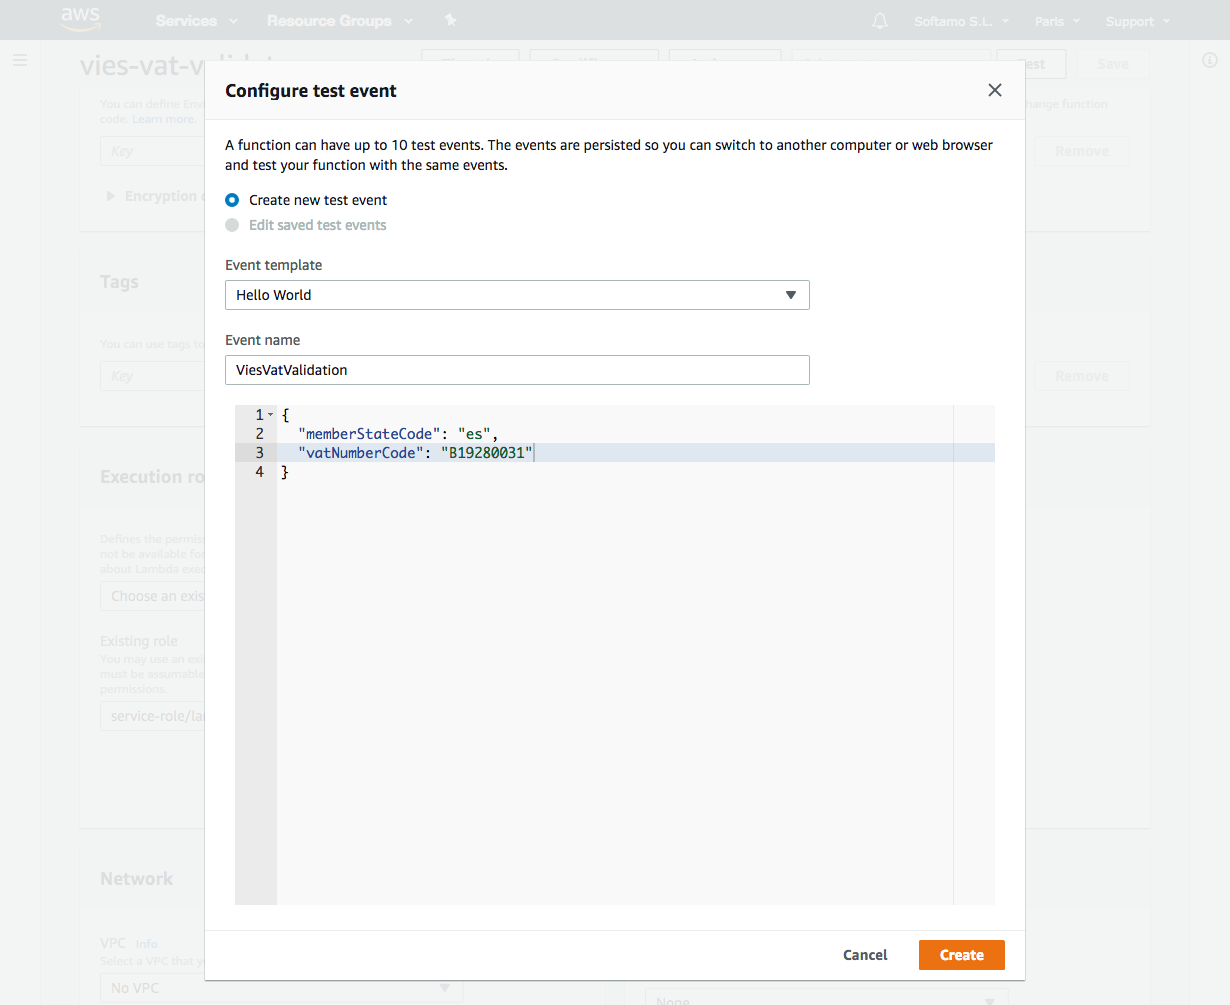 aws
Services
Resource Groups
Softamo S.L.
Paris
Support
vies-vat-validat
Test
Save
Configure test event
You can define
code. Learn more.
change function
Key
Remove
Encryption
A function can have up to 10 test events. The events are persisted so you can switch to another computer or web browser
and test your function with the same events.
Create new test event
Edit saved test events
Event template
Hello World
Event name
ViesVatValidation
1
{
2
"memberStateCode": "es",
3
"vatNumberCode": "B19280031"
4
}
Tags
You can use tags to
Key
Remove
Execution ro
Defines the permis
not be available for
about Lambda exec
Choose an exis
Existing role
You may use an exi
must be assumable
permissions.
service-role/la
Network
VPC Info
Select a VPC that y
No VPC
None
Cancel
Create